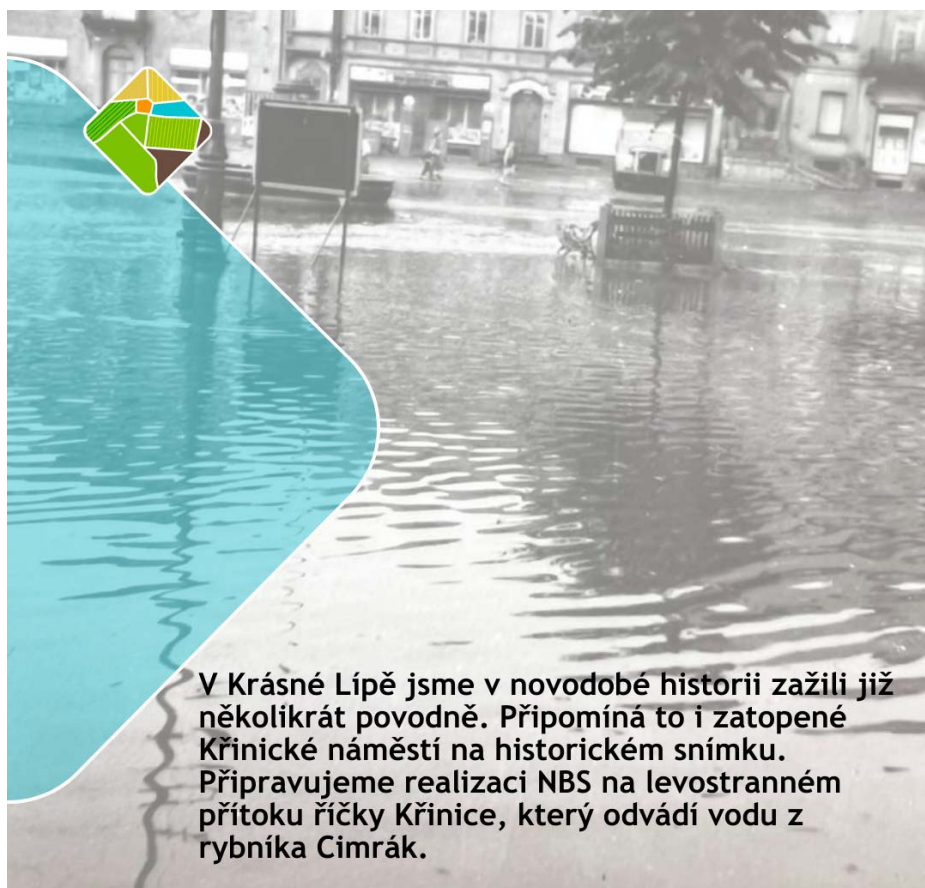 V Krásné Lípě jsme v novodobé historii zažili již
několikrát povodně. Připomíná to i zatopené
Křinické náměstí na historickém snímku.
Připravujeme realizaci NBS na levostranném
přítoku říčky Křinice, který odvádí vodu z
rybníka Cimrák.